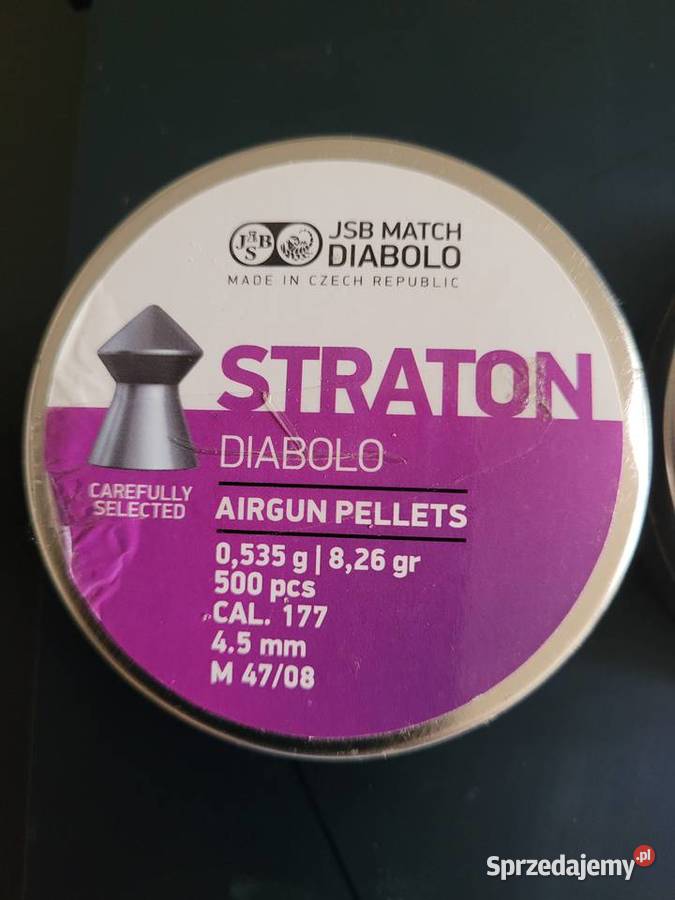 JSB
JSB MATCH
DIABOLO
MADE IN CZECH REPUBLIC
STRATON
DIABOLO
CAREFULLY
SELECTED
AIRGUN PELLETS
0,535 g | 8,26 gr
500 pcs
CAL. 177
4.5 mm
M 47/08
Sprzedajemy.pl